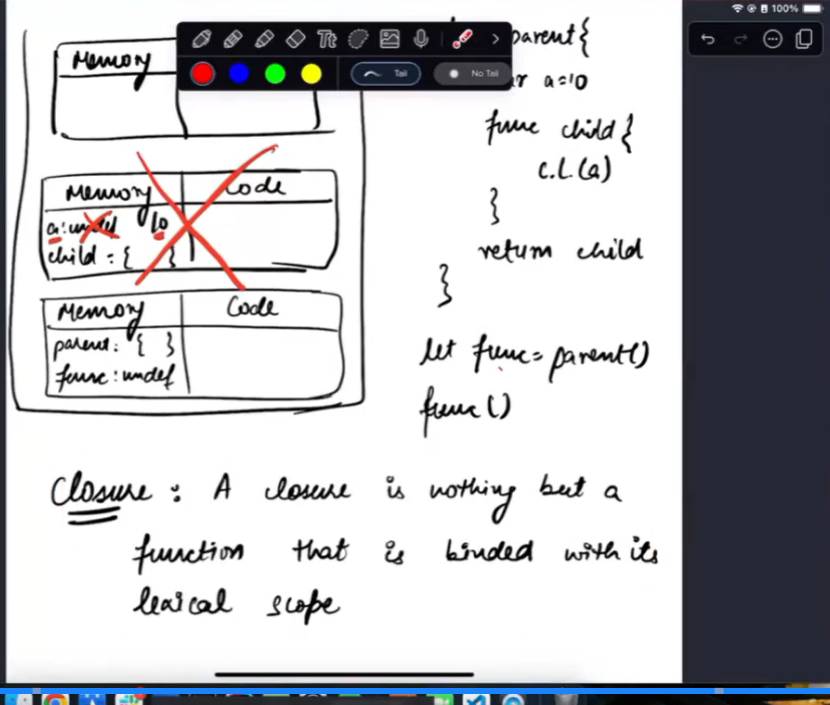 100%
Memory
Tt
Tail
No Tail
parent {
a=10
func child {
c.l.(a)
}
return child
}
let func = parent()
func ()
Memory Code
a: undef 10
child = { }
Memory Code
parent: { }
func : undef
Closure : A closure is nothing but a
function that is binded with its
lexical scope